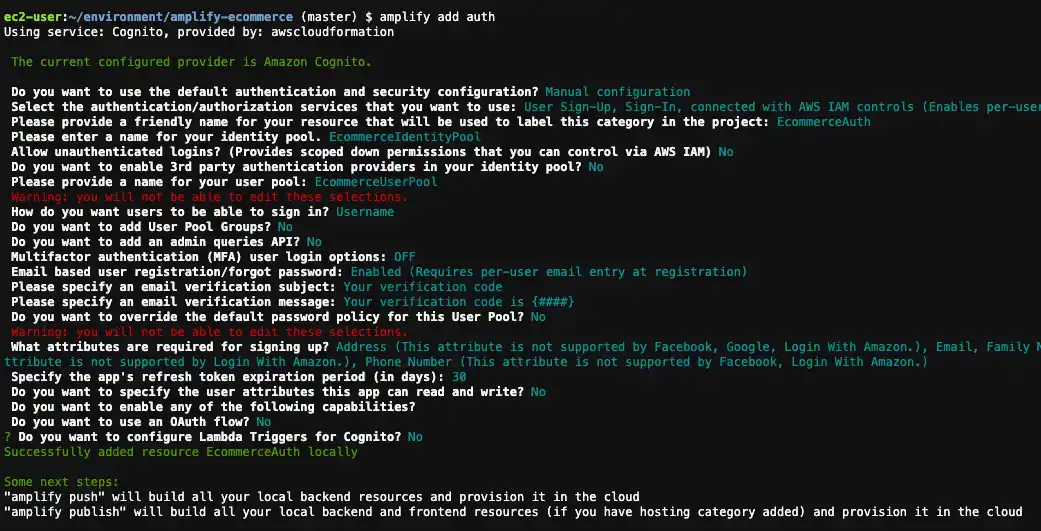 ec2-user:~/environment/amplify-ecommerce (master) $ amplify add auth
Using service: Cognito, provided by: awscloudformation
The current configured provider is Amazon Cognito.
Do you want to use the default authentication and security configuration? Manual configuration
Select the authentication/authorization services that you want to use: User Sign-Up, Sign-In, connected with AWS IAM controls (Enables per-user
Please provide a friendly name for your resource that will be used to label this category in the project: EcommerceAuth
Please enter a name for your identity pool. EcommerceIdentityPool
Allow unauthenticated logins? (Provides scoped down permissions that you can control via AWS IAM) No
Do you want to enable 3rd party authentication providers in your identity pool? No
Please provide a name for your user pool: EcommerceUserPool
Warning: you will not be able to edit these selections.
How do you want users to be able to sign in? Username
Do you want to add User Pool Groups? No
Do you want to add an admin queries API? No
Multifactor authentication (MFA) user login options: OFF
Email based user registration/forgot password: Enabled (Requires per-user email entry at registration)
Please specify an email verification subject: Your verification code
Please specify an email verification message: Your verification code is {####}
Do you want to override the default password policy for this User Pool? No
Warning: you will not be able to edit these selections.
What attributes are required for signing up? Address (This attribute is not supported by Facebook, Google, Login With Amazon.), Email, Family N
ttribute is not supported by Login With Amazon.), Phone Number (This attribute is not supported by Facebook, Login With Amazon.)
Specify the app's refresh token expiration period (in days): 30
Do you want to specify the user attributes this app can read and write? No
Do you want to enable any of the following capabilities?
Do you want to use an OAuth flow? No
? Do you want to configure Lambda Triggers for Cognito? No
Successfully added resource EcommerceAuth locally
Some next steps:
"amplify push" will build all your local backend resources and provision it in the cloud
"amplify publish" will build all your local backend and frontend resources (if you have hosting category added) and provision it in the cloud